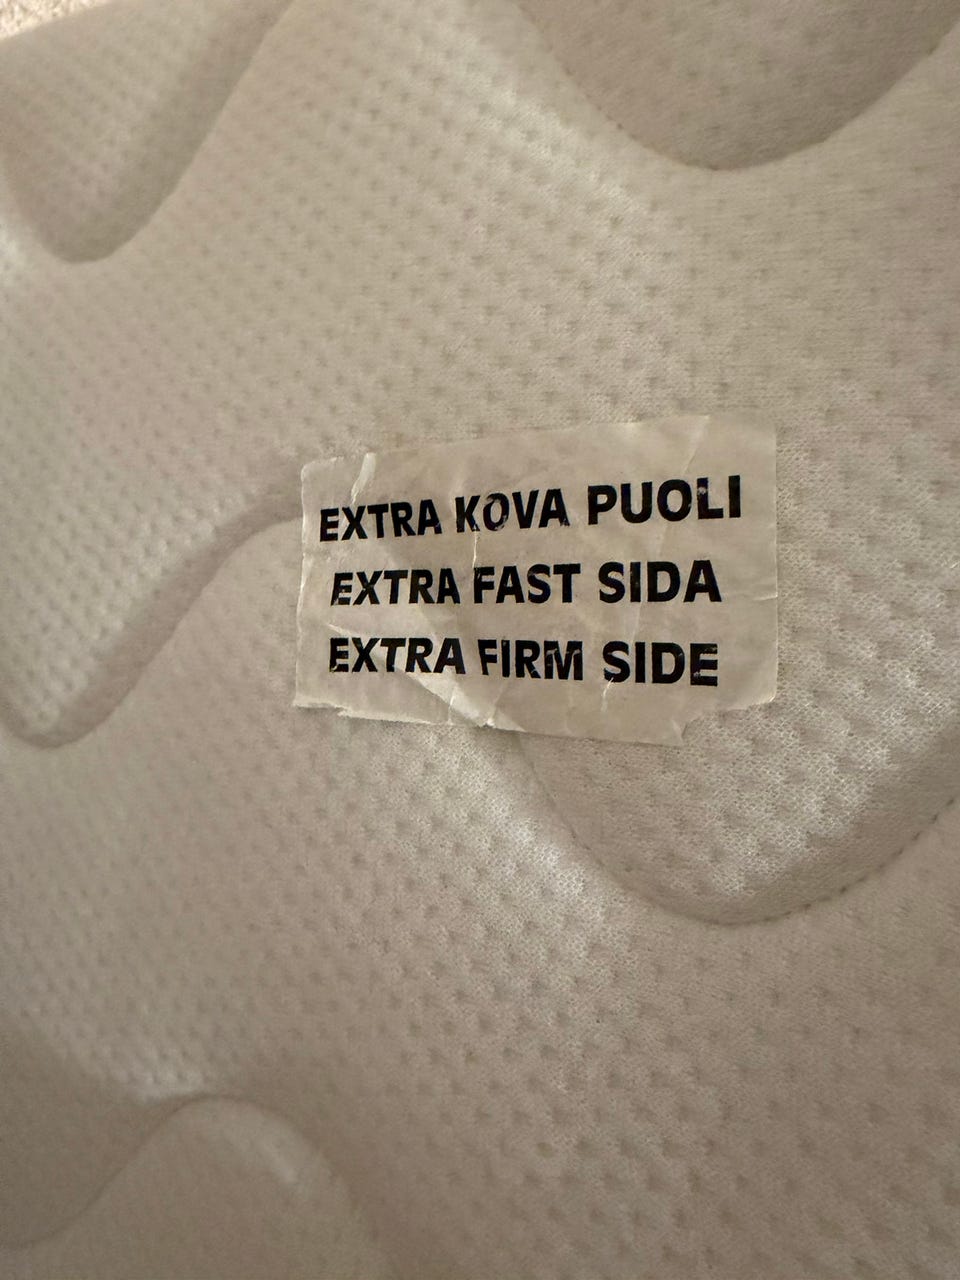 EXTRA KOVA PUOLI
EXTRA FAST SIDA
EXTRA FIRM SIDE